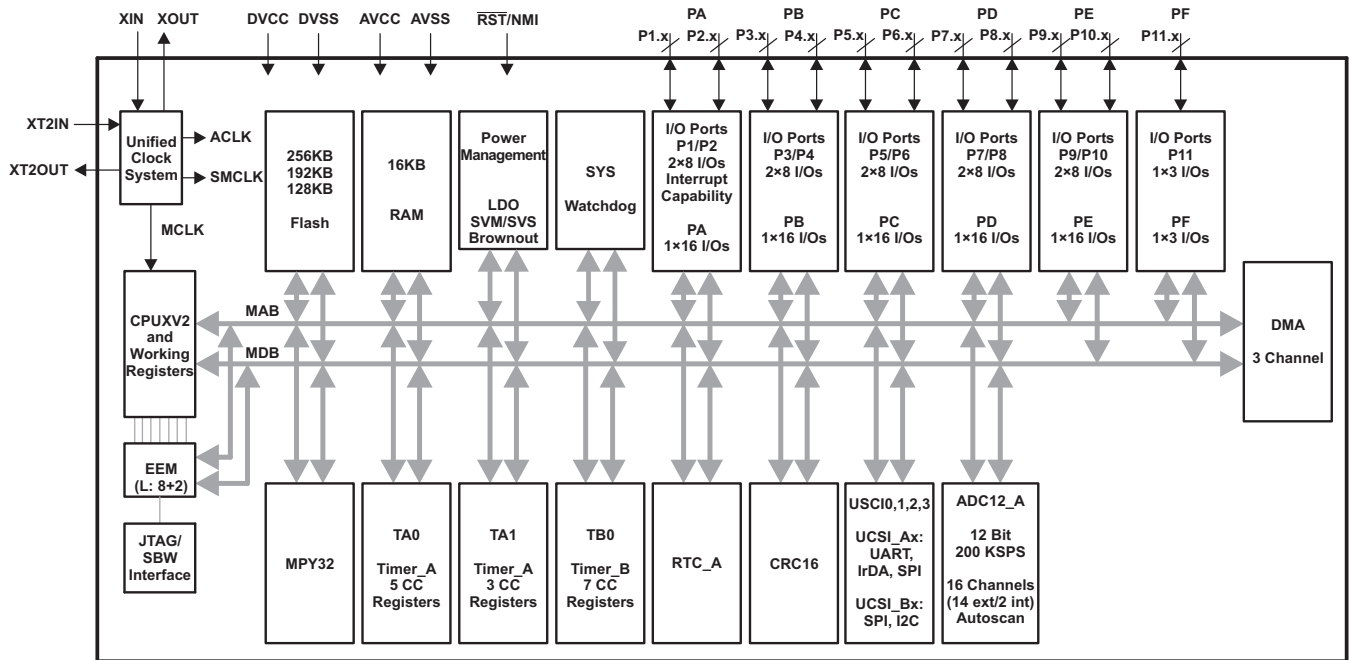 XIN
XOUT
DVCC
DVSS
AVCC
AVSS
RST/NMI
PA
P1.x
P2.x
PB
P3.x
P4.x
PC
P5.x
P6.x
PD
P7.x
P8.x
PE
P9.x
P10.x
PF
P11.x
XT2IN
XT2OUT
Unified
Clock
System
ACLK
SMCLK
MCLK
256KB
192KB
128KB
Flash
16KB
RAM
Power
Management
LDO
SVM/SVS
Brownout
SYS
Watchdog
I/O Ports
P1/P2
2×8 I/Os
Interrupt
Capability
PA
1×16 I/Os
I/O Ports
P3/P4
2×8 I/Os
PB
1×16 I/Os
I/O Ports
P5/P6
2×8 I/Os
PC
1×16 I/Os
I/O Ports
P7/P8
2×8 I/Os
PD
1×16 I/Os
I/O Ports
P9/P10
2×8 I/Os
PE
1×16 I/Os
I/O Ports
P11
1×3 I/Os
PF
1×3 I/Os
CPUXV2
and
Working
Registers
MAB
MDB
DMA
3 Channel
EEM
(L: 8+2)
JTAG/
SBW
Interface
MPY32
TA0
Timer_A
5 CC
Registers
TA1
Timer_A
3 CC
Registers
TB0
Timer_B
7 CC
Registers
RTC_A
CRC16
USCI0,1,2,3
UCSI_Ax:
UART,
IrDA, SPI
UCSI_Bx:
SPI, I2C
ADC12_A
12 Bit
200 KSPS
16 Channels
(14 ext/2 int)
Autoscan